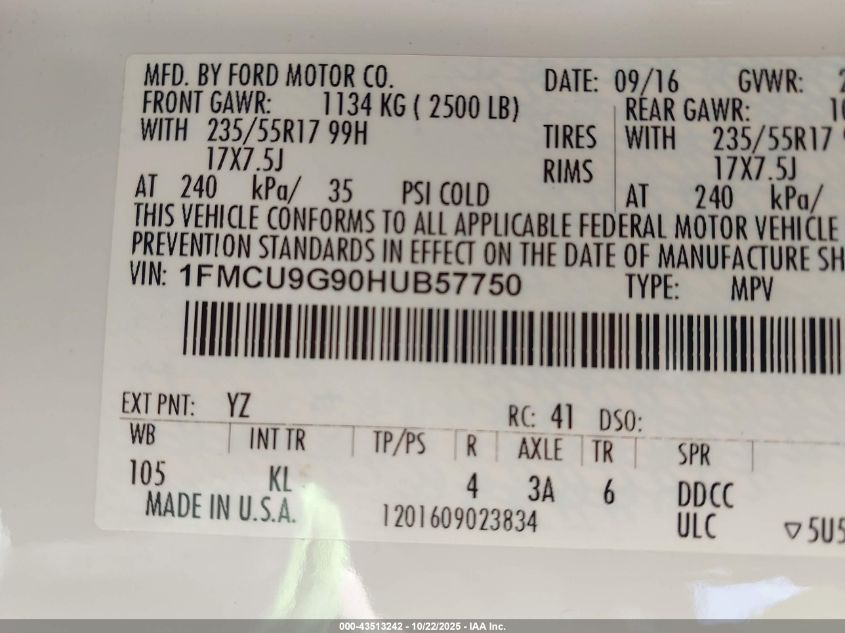 MFD. BY FORD MOTOR CO. DATE: 09/16 GVWR:
FRONT GAWR: 1134 KG ( 2500 LB) REAR GAWR:
WITH 235/55R17 99H TIRES WITH 235/55R17
17X7.5J RIMS 17X7.5J
AT 240 kPa/ 35 PSI COLD AT 240 kPa/
THIS VEHICLE CONFORMS TO ALL APPLICABLE FEDERAL MOTOR VEHICLE
PREVENTION STANDARDS IN EFFECT ON THE DATE OF MANUFACTURE SH
VIN: 1FMCU9G90HUB57750 TYPE: MPV
EXT PNT: YZ RC: 41 DSO:
WB INT TR TP/PS R AXLE TR SPR
105 KL 4 3A 6 DDCC
MADE IN U.S.A. 1201609023834 ULC ▽5U5
000-43513242 - 10/22/2025 - IAA Inc.